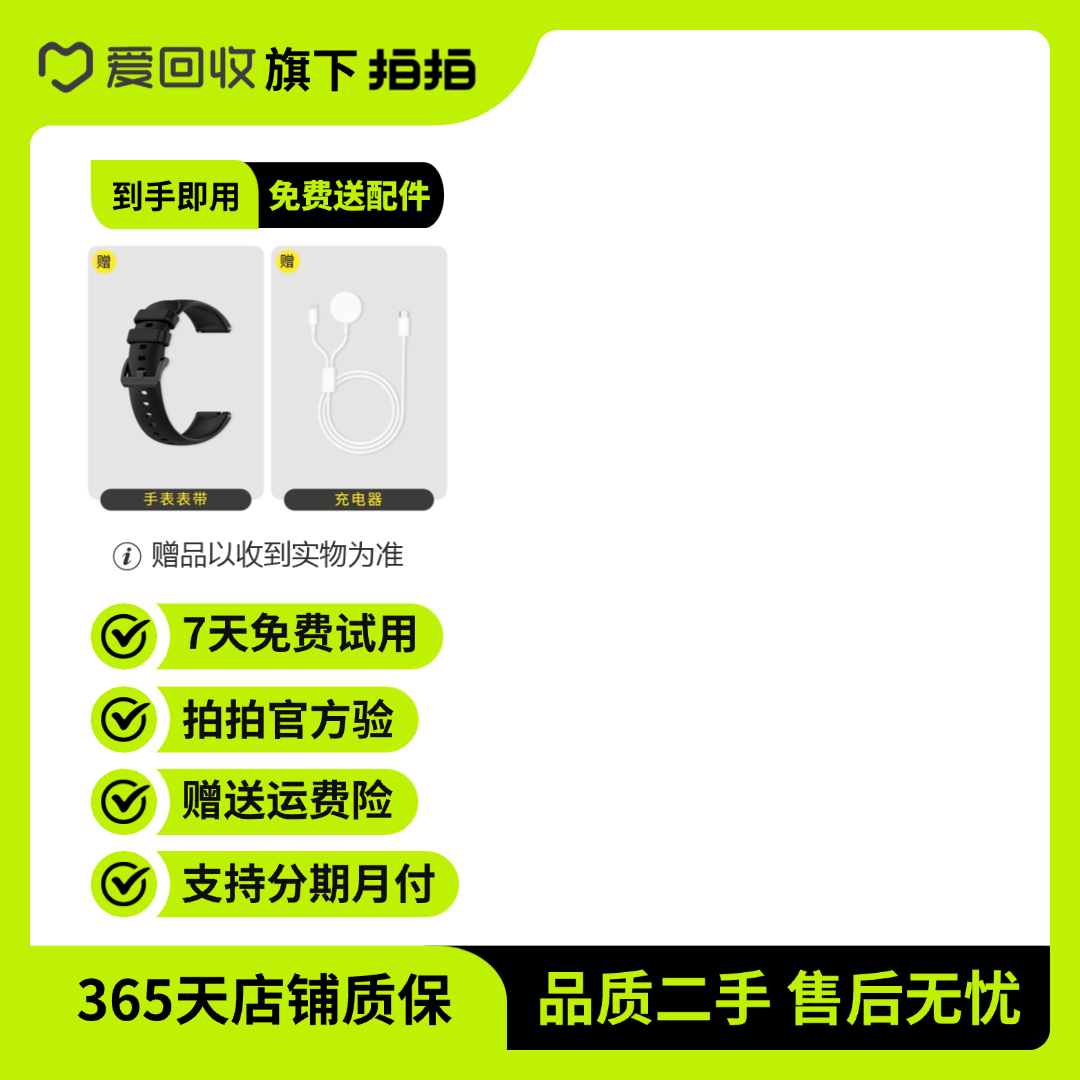 爱回收旗下拍拍
到手即用 免费送配件
赠 赠
手表表带 充电器
i 赠品以收到实物为准
7天免费试用
拍拍官方验
赠送运费险
支持分期月付
365天店铺质保 品质二手 售后无忧